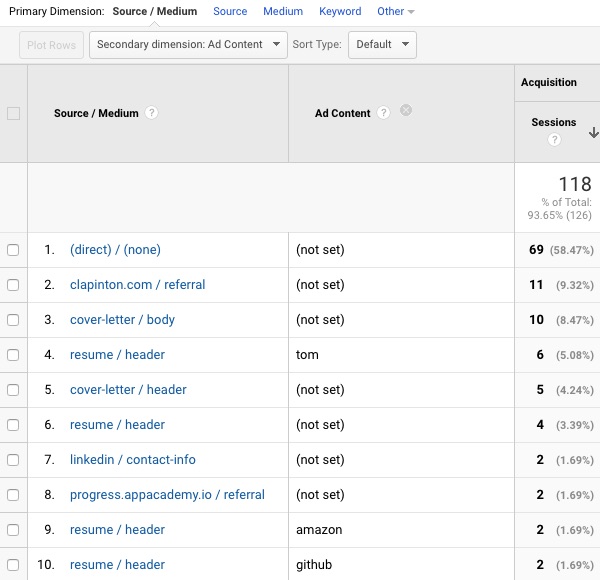 Primary Dimension: Source / Medium Source Medium Keyword Other
Plot Rows Secondary dimension: Ad Content Sort Type: Default
Acquisition
Source / Medium ? Ad Content ? Sessions ?
118
% of Total:
93.65% (126)
1. (direct) / (none) (not set) 69 (58.47%)
2. clapinton.com / referral (not set) 11 (9.32%)
3. cover-letter / body (not set) 10 (8.47%)
4. resume / header tom 6 (5.08%)
5. cover-letter / header (not set) 5 (4.24%)
6. resume / header (not set) 4 (3.39%)
7. linkedin / contact-info (not set) 2 (1.69%)
8. progress.appacademy.io / referral (not set) 2 (1.69%)
9. resume / header amazon 2 (1.69%)
10. resume / header github 2 (1.69%)